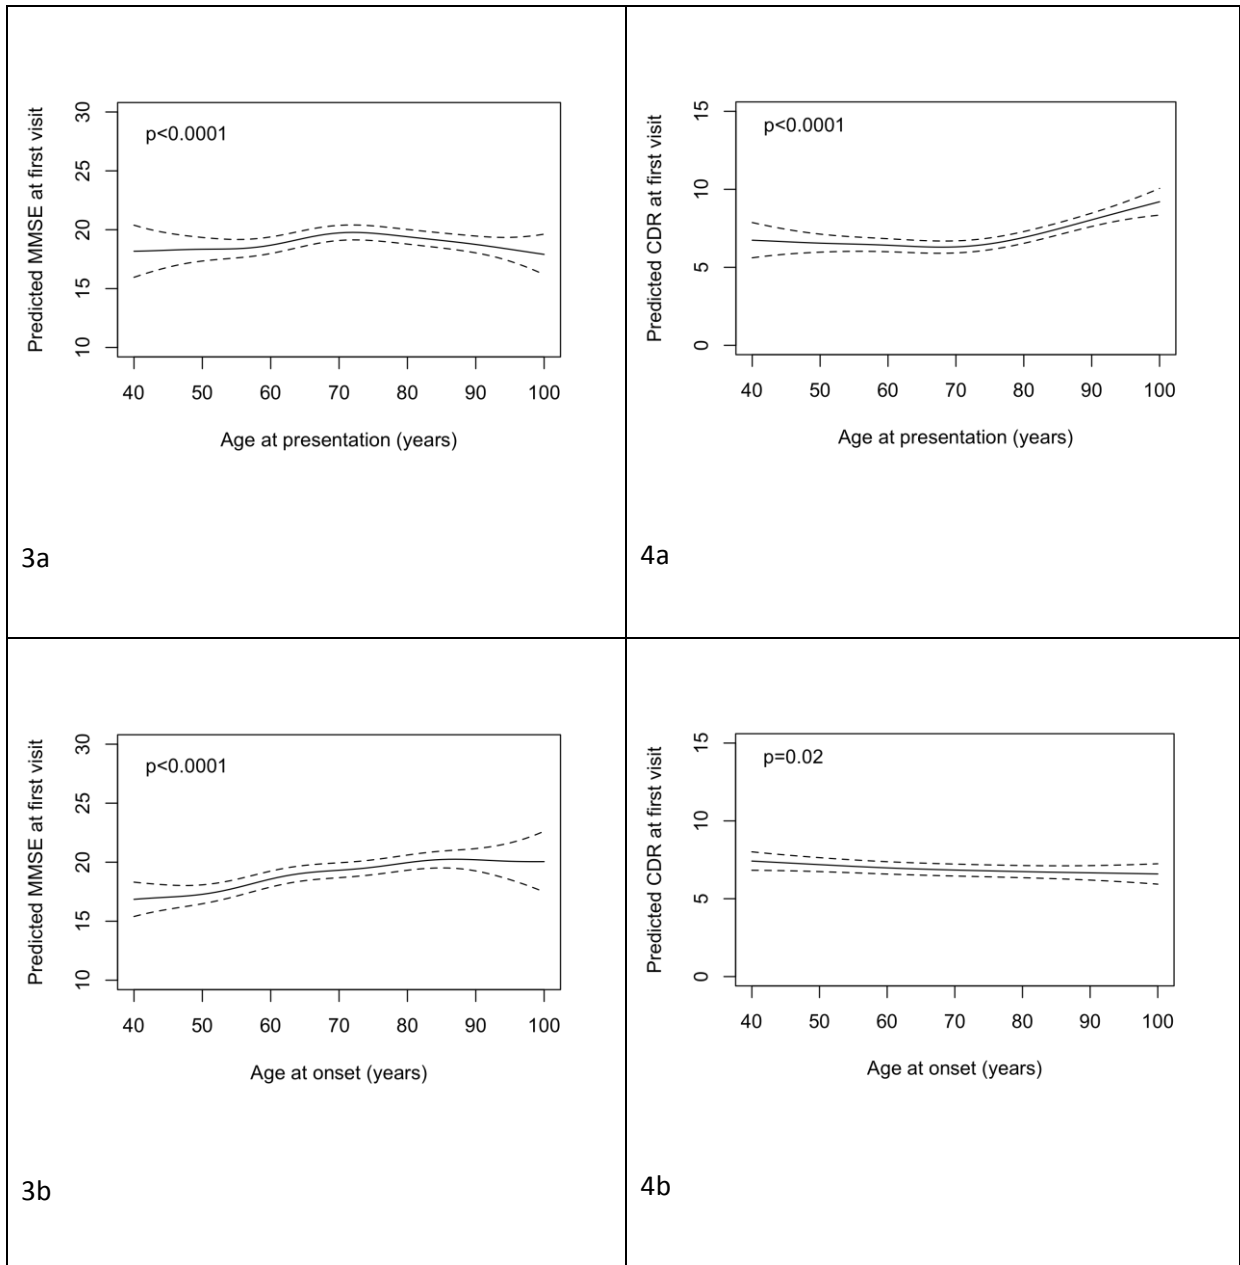 Predicted MMSE at first visit
30
25
20
15
10
p<0.0001
40 50 60 70 80 90 100
Age at presentation (years)
3a
Predicted CDR at first visit
15
10
5
0
p<0.0001
40 50 60 70 80 90 100
Age at presentation (years)
4a
Predicted MMSE at first visit
30
25
20
15
10
p<0.0001
40 50 60 70 80 90 100
Age at onset (years)
3b
Predicted CDR at first visit
15
10
5
0
p=0.02
40 50 60 70 80 90 100
Age at onset (years)
4b